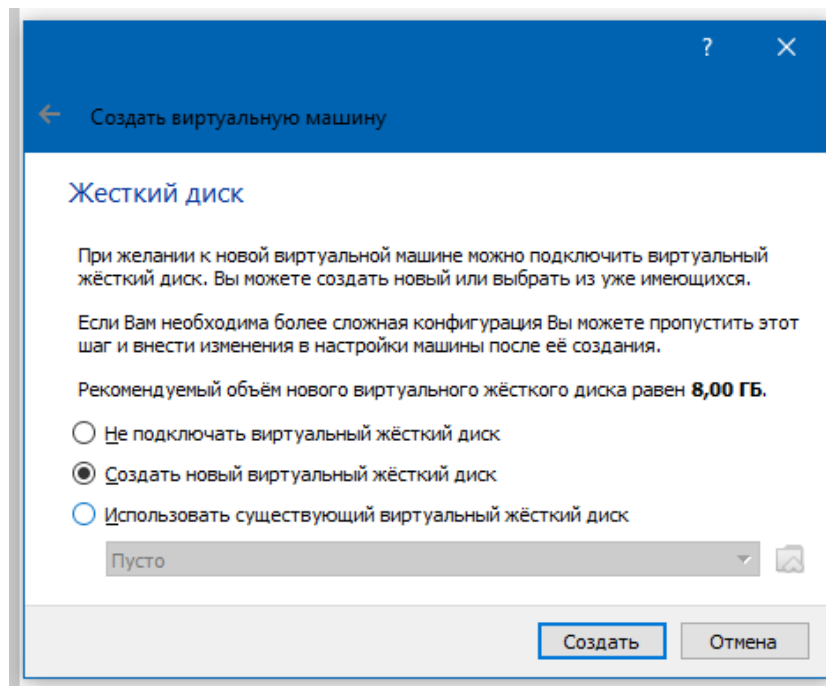 ?
Создать виртуальную машину
Жесткий диск
При желании к новой виртуальной машине можно подключить виртуальный
жёсткий диск. Вы можете создать новый или выбрать из уже имеющихся.
Если Вам необходима более сложная конфигурация Вы можете пропустить этот
шаг и внести изменения в настройки машины после её создания.
Рекомендуемый объём нового виртуального жёсткого диска равен 8,00 ГБ.
Не подключать виртуальный жёсткий диск
Создать новый виртуальный жёсткий диск
Использовать существующий виртуальный жёсткий диск
Пусто
Создать Отмена